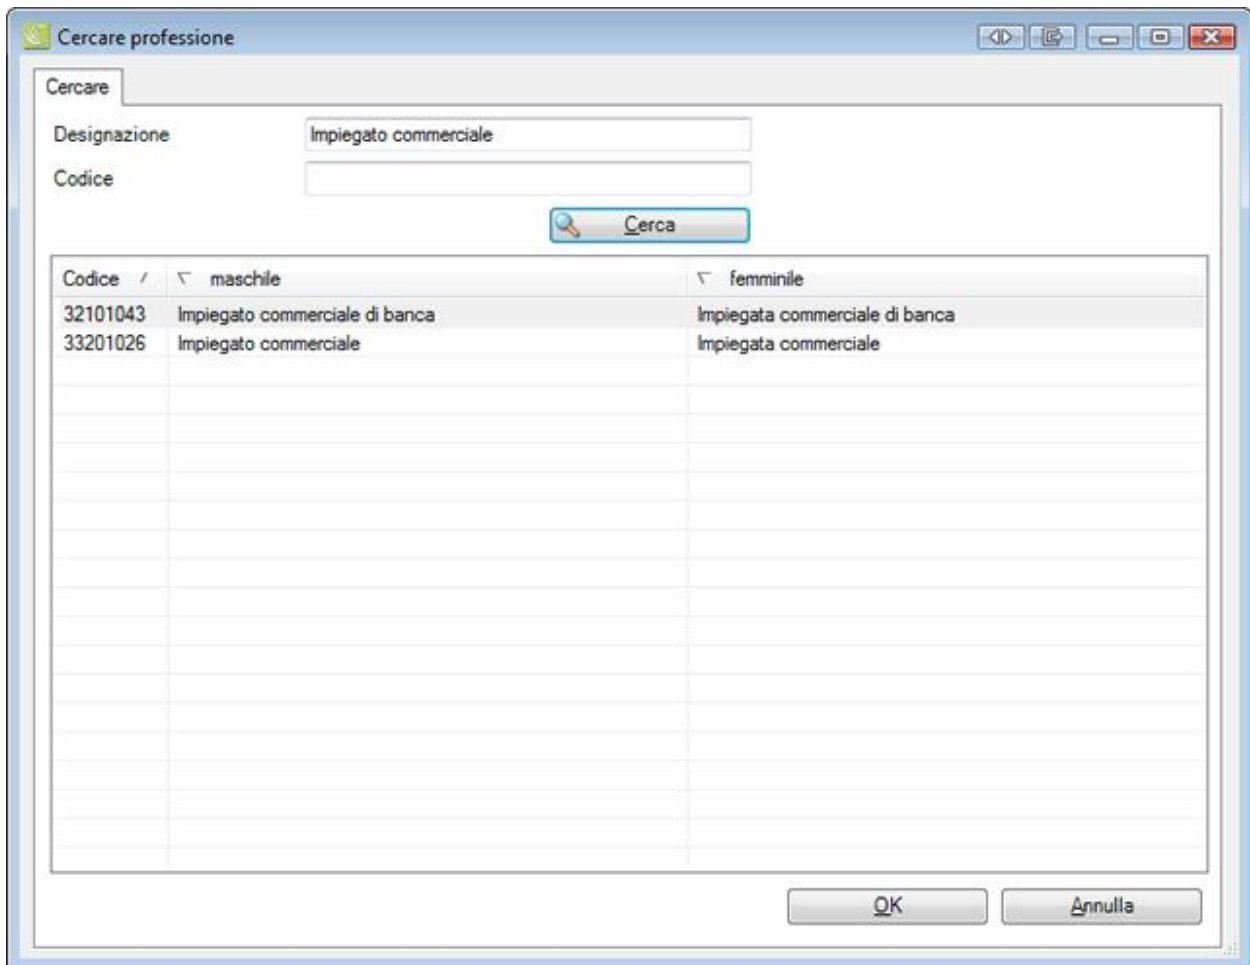 Cercare professione
Cercare
Designazione Impiegato commerciale
Codice
Cerca
Codice maschile femminile
32101043 Impiegato commerciale di banca Impiegata commerciale di banca
33201026 Impiegato commerciale Impiegata commerciale
OK Annulla